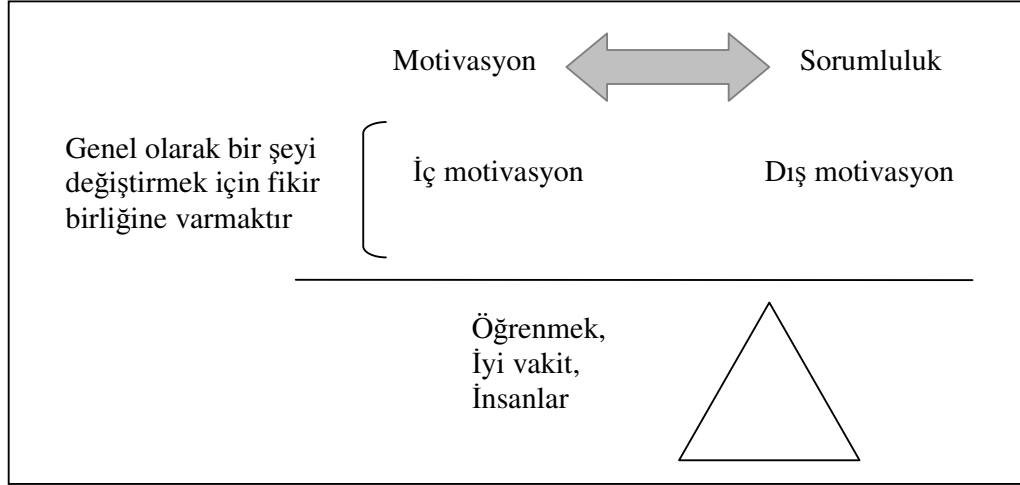 Motivasyon
Sorumluluk
Genel olarak bir şeyi
değiştirmek için fikir
birliğine varmaktır
İç motivasyon
Dış motivasyon
Öğrenmek,
İyi vakit,
İnsanlar